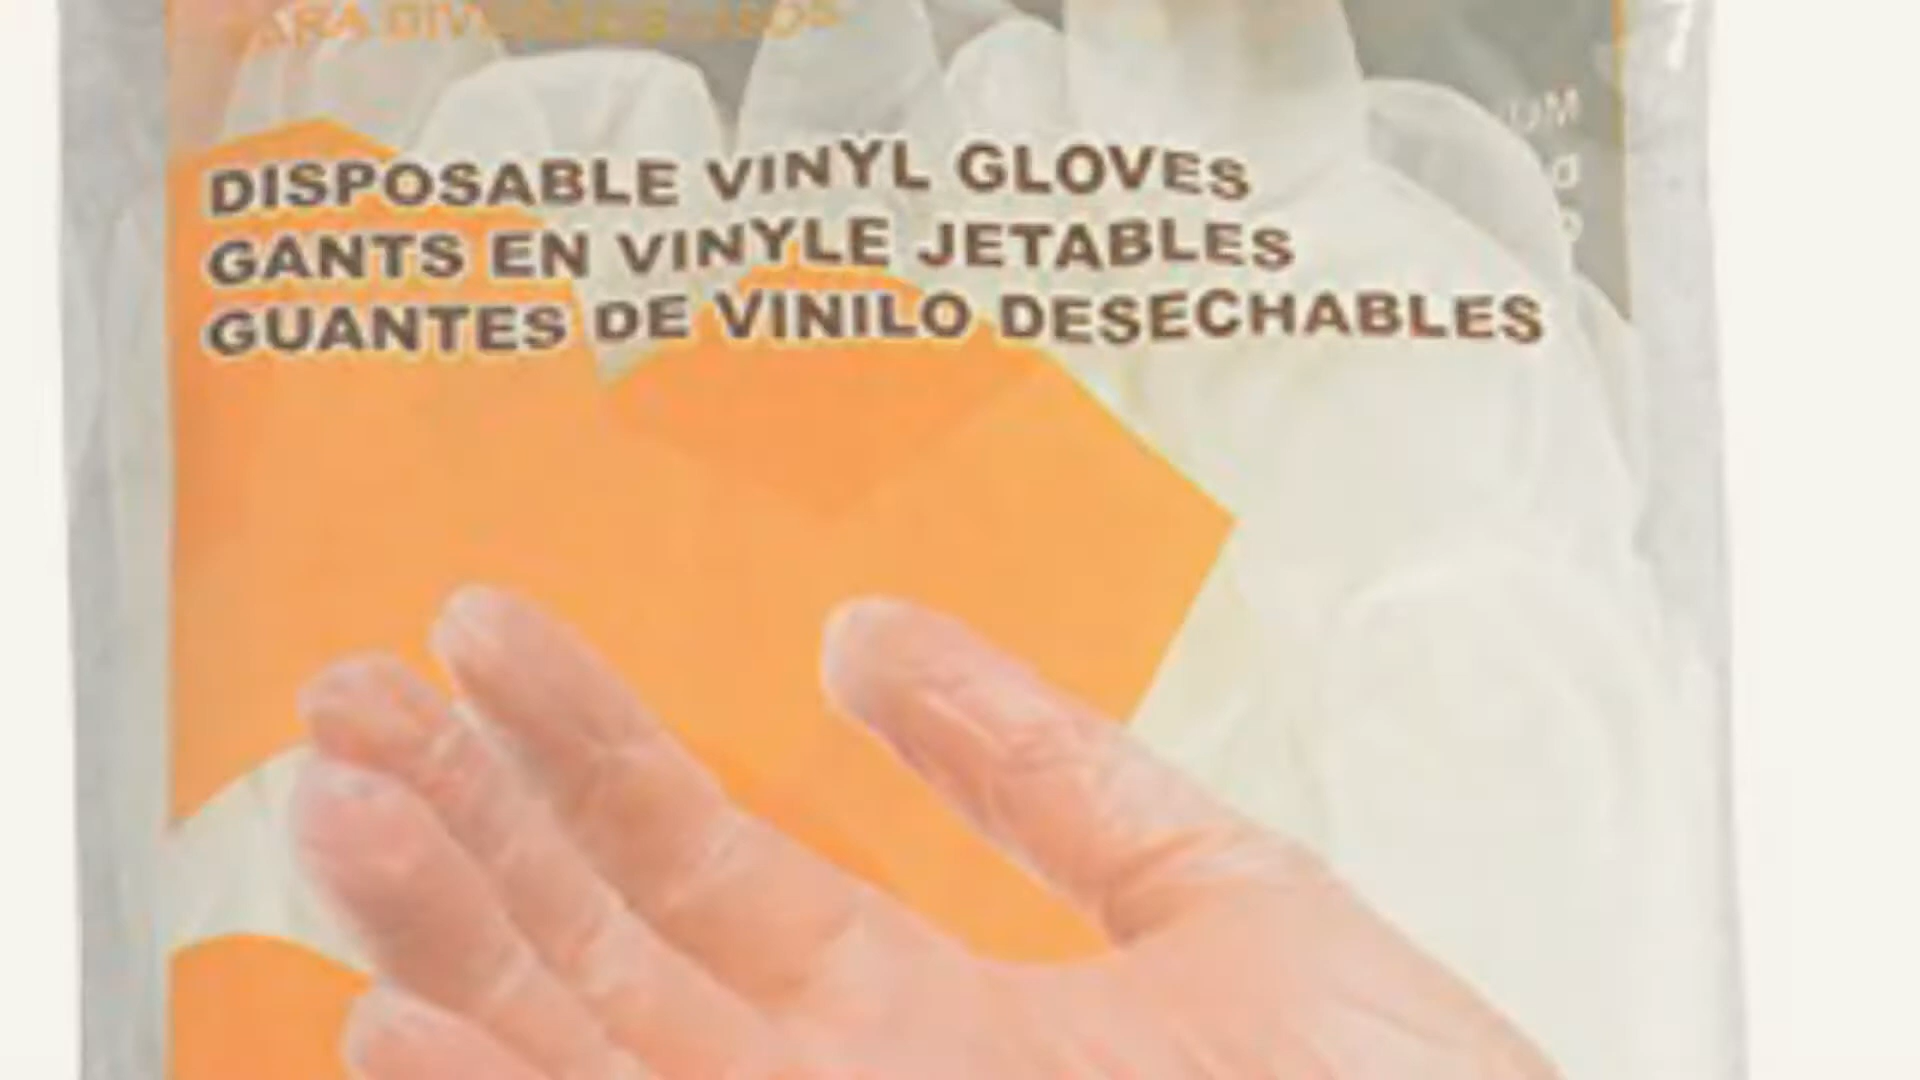 DISPOSABLE VINYL GLOVES
GANTS EN VINYLE JETABLES
GUANTES DE VINILO DESECHABLES